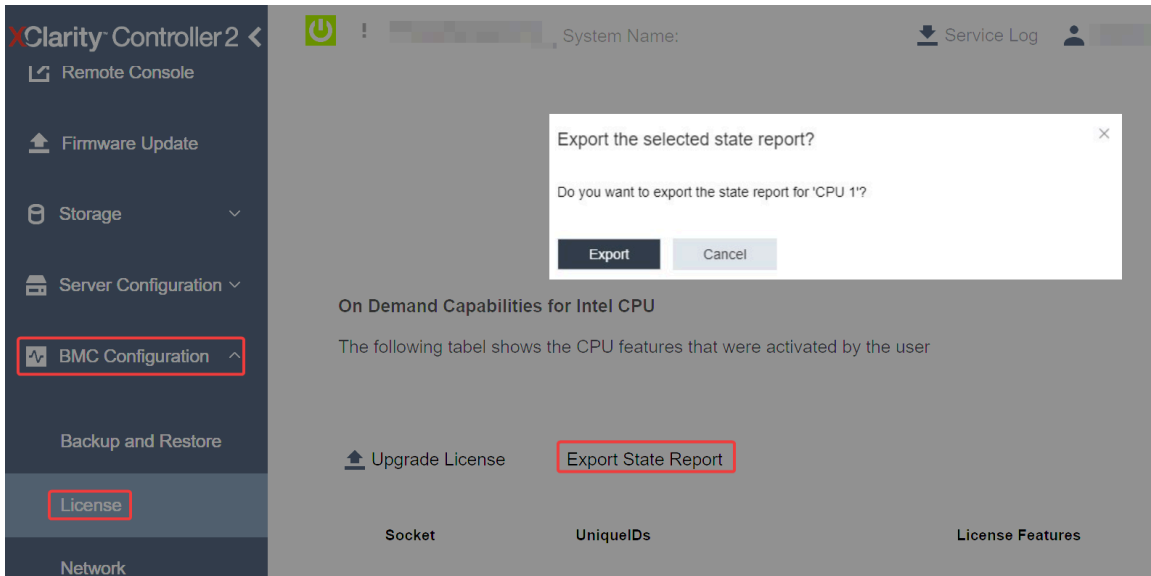 XClarity Controller 2
Remote Console
Firmware Update
Storage
Server Configuration
BMC Configuration
Backup and Restore
License
Network
! System Name:
Service Log
Export the selected state report?
Do you want to export the state report for 'CPU 1'?
Export Cancel
On Demand Capabilities for Intel CPU
The following tabel shows the CPU features that were activated by the user
Upgrade License Export State Report
Socket UniqueIDs License Features